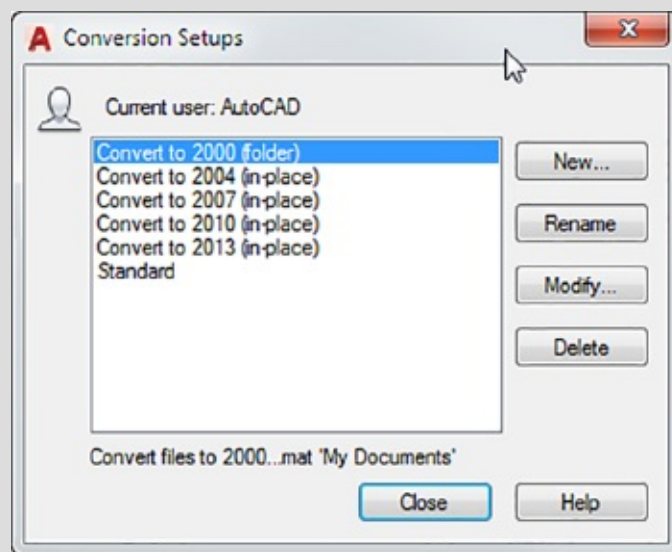 Conversion Setups
Current user: AutoCAD
Convert to 2000 (folder)
Convert to 2004 (in-place)
Convert to 2007 (in-place)
Convert to 2010 (in-place)
Convert to 2013 (in-place)
Standard
New...
Rename
Modify...
Delete
Convert files to 2000...mat 'My Documents'
Close
Help